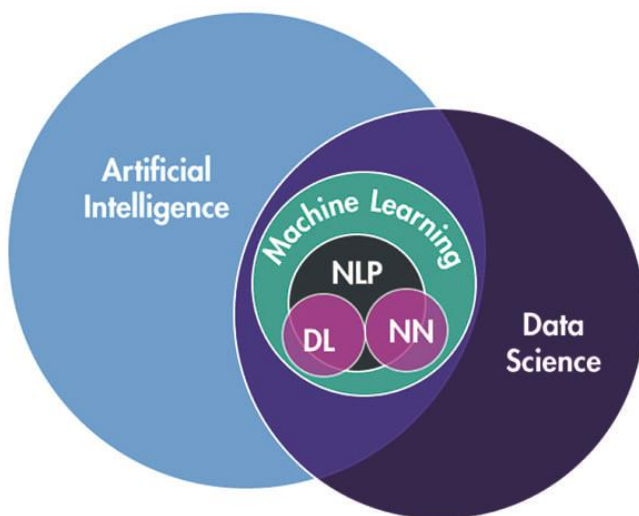 Artificial
Intelligence
Machine Learning
NLP
DL
NN
Data
Science